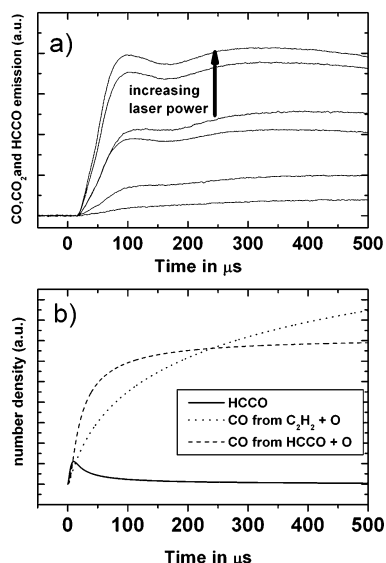 a)
CO,CO2and HCCO emission (a.u.)
increasing
laser power
0 100 200 300 400 500
Time in μs
b)
number density (a.u.)
HCCO
CO from C2H2 + O
CO from HCCO + O
0 100 200 300 400 500
Time in μs